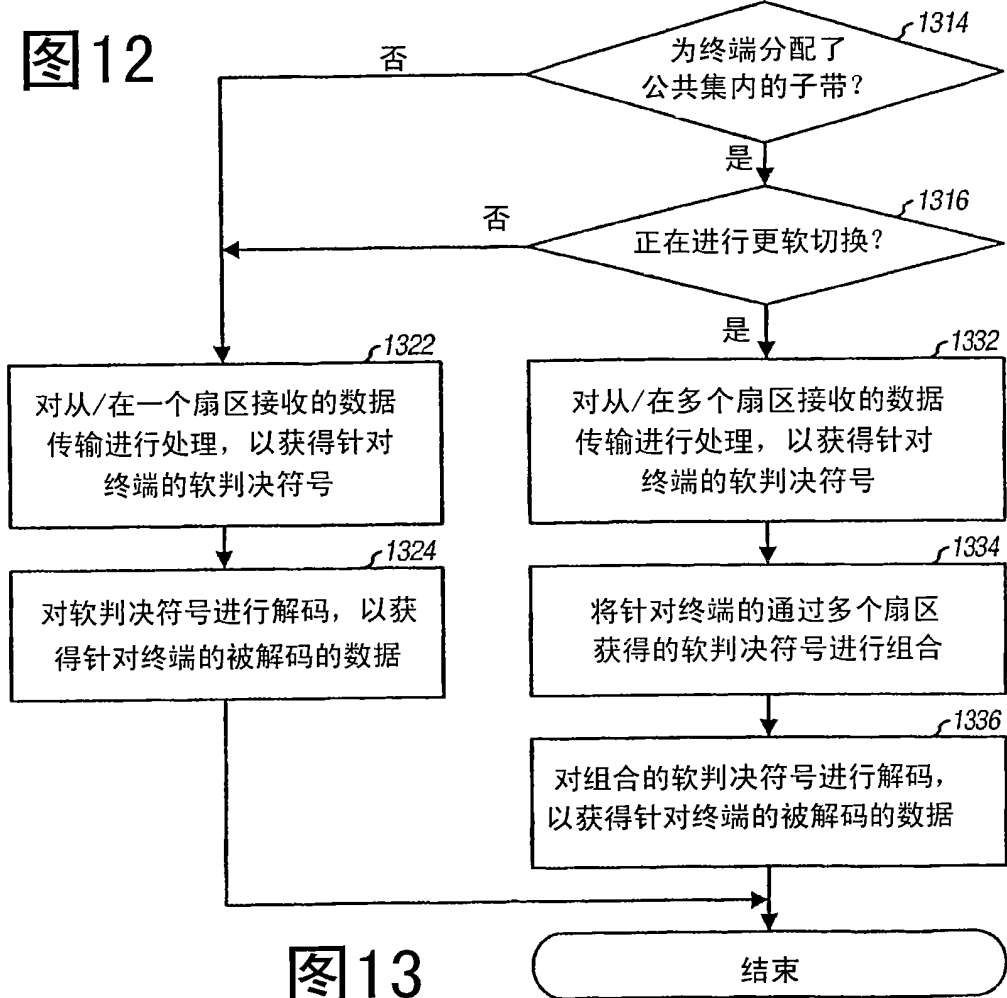 图12
1314
为终端分配了
公共集内的子带？
否
是
1316
正在进行更软切换？
否
是
1322
对从/在一个扇区接收的数据
传输进行处理，以获得针对
终端的软判决符号
1324
对软判决符号进行解码，以获
得针对终端的被解码的数据
1332
对从/在多个扇区接收的数据
传输进行处理，以获得针对
终端的软判决符号
1334
将针对终端的通过多个扇区
获得的软判决符号进行组合
1336
对组合的软判决符号进行解码，
以获得针对终端的被解码的数据
结束
图13